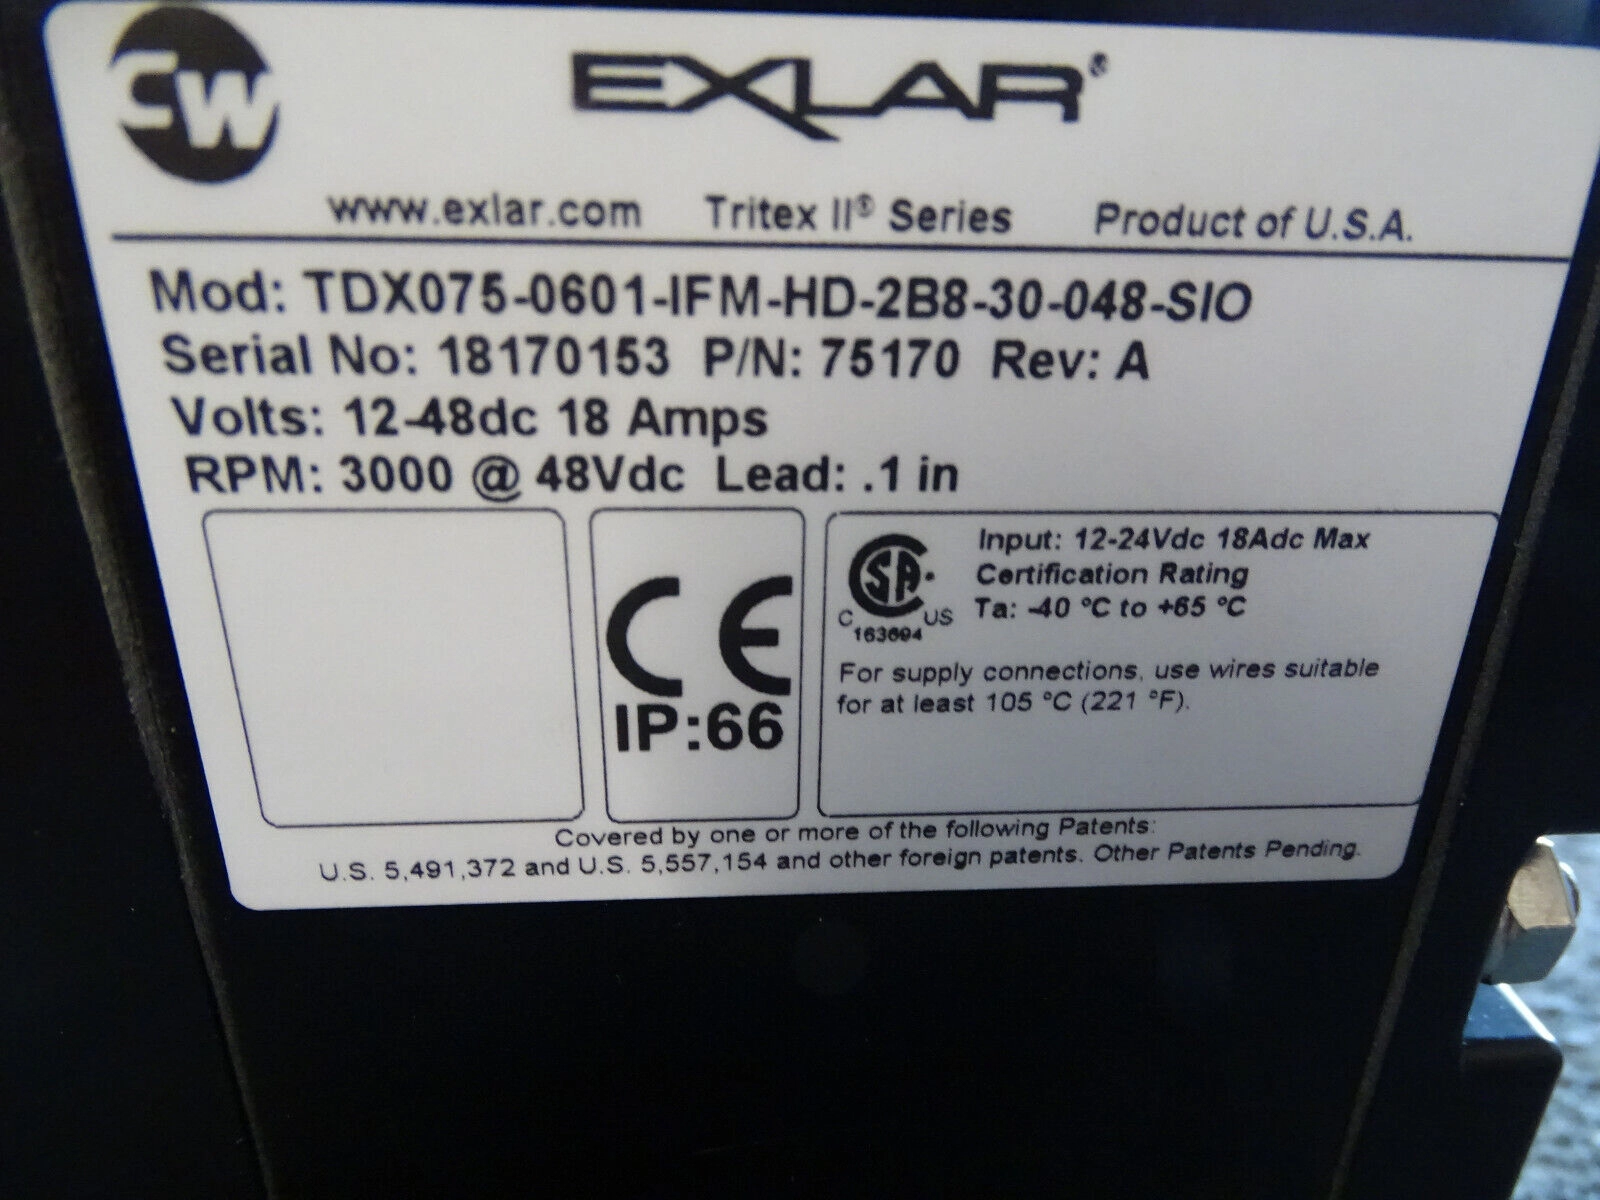 CW
EXLAR®
www.exlar.com Tritex II® Series Product of U.S.A.
Mod: TDX075-0601-IFM-HD-2B8-30-048-SIO
Serial No: 18170153 P/N: 75170 Rev: A
Volts: 12-48dc 18 Amps
RPM: 3000 @ 48Vdc Lead: .1 in
CE
IP:66
CSA
C US
163694
Input: 12-24Vdc 18Adc Max
Certification Rating
Ta: -40 °C to +65 °C
For supply connections, use wires suitable
for at least 105 °C (221 °F).
Covered by one or more of the following Patents:
U.S. 5,491,372 and U.S. 5,557,154 and other foreign patents. Other Patents Pending.